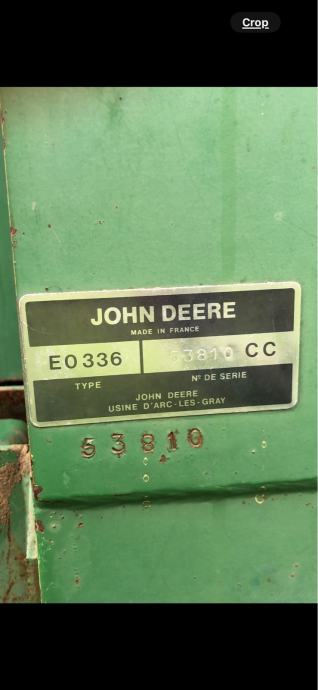 Crop
JOHN DEERE
MADE IN FRANCE
E0336 53810 CC
TYPE Nº DE SERIE
JOHN DEERE
USINE D'ARC-LES-GRAY
53810